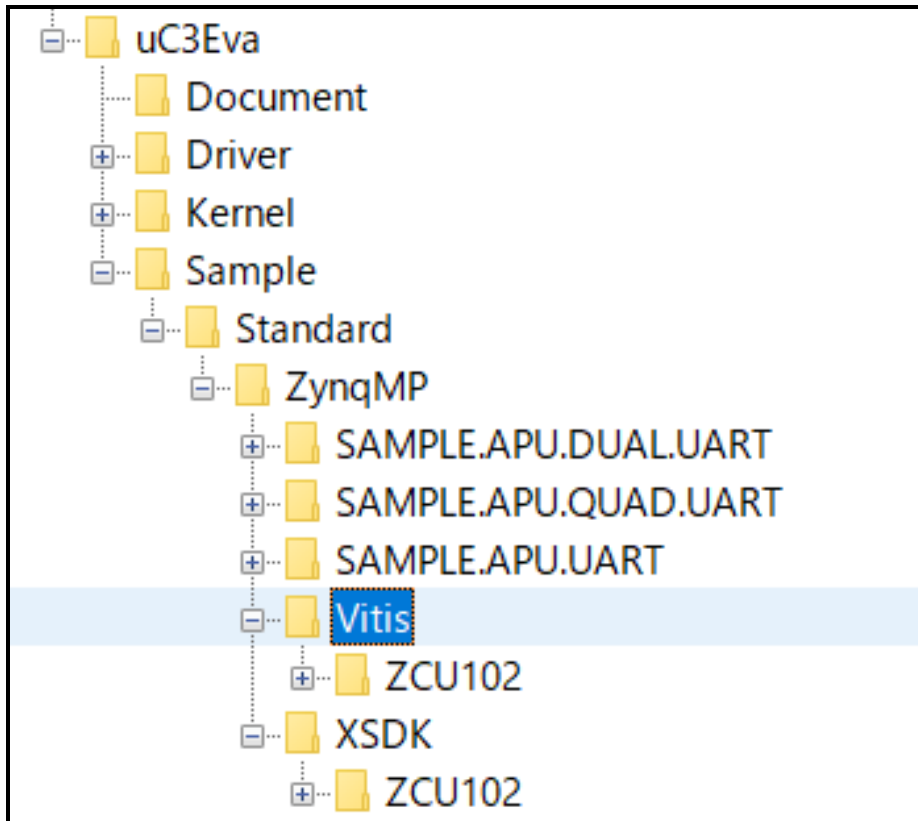 uC3Eva
Document
Driver
Kernel
Sample
Standard
ZynqMP
SAMPLE.APU.DUAL.UART
SAMPLE.APU.QUAD.UART
SAMPLE.APU.UART
Vitis
ZCU102
XSDK
ZCU102